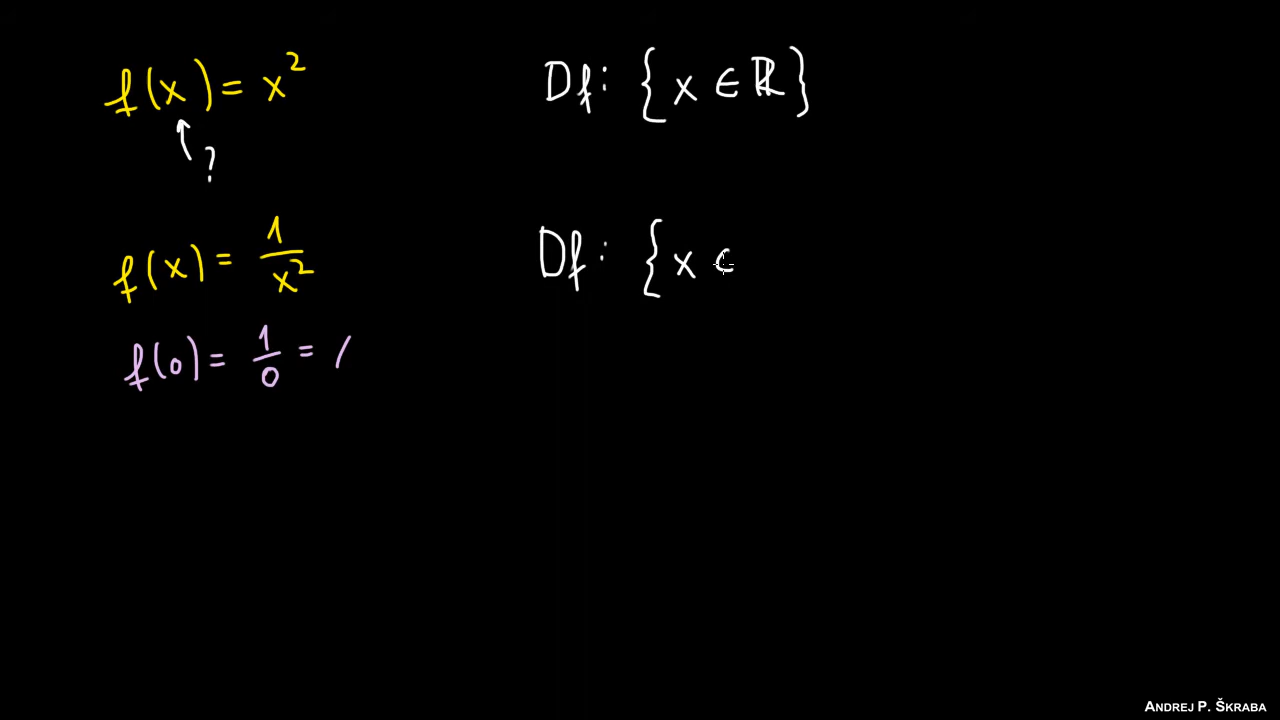 f(x) = x² Df: {x ∈ ℝ}
?
f(x) = 1/x² Df: {x ∈
f(0) = 1/0 = /
ANDREJ P. ŠKRABA